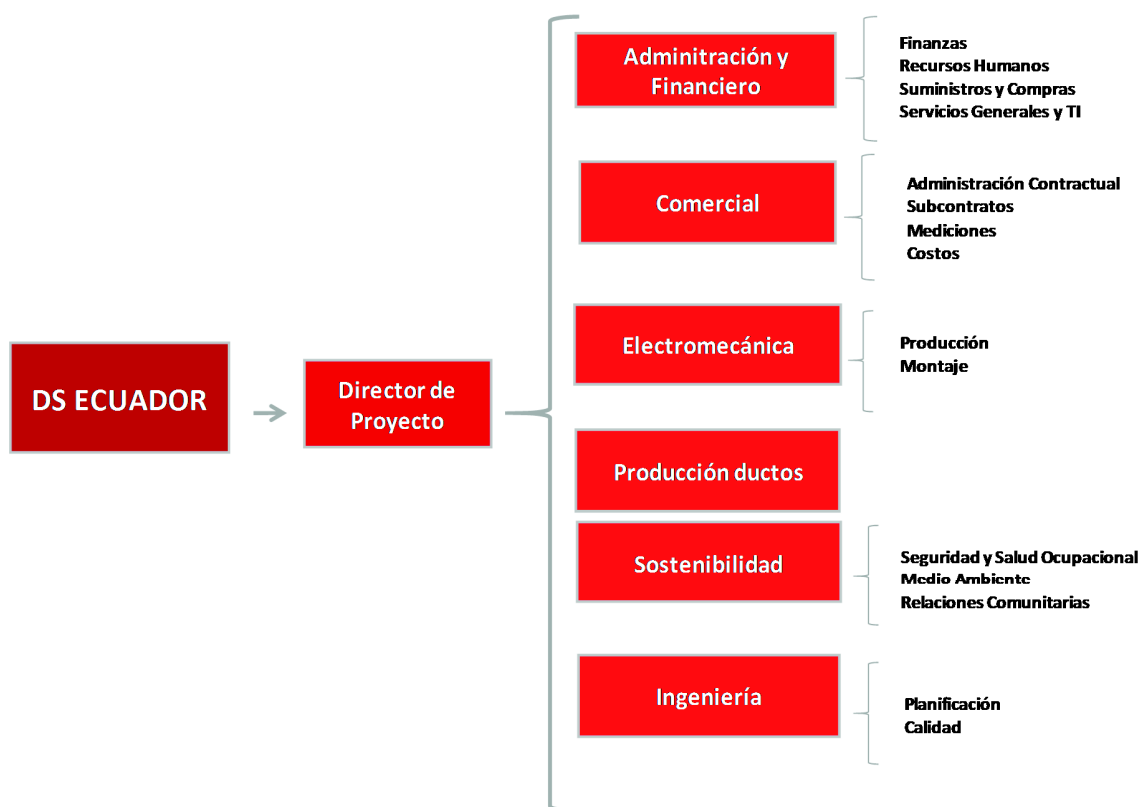 DS ECUADOR
Director de
Proyecto
Adminitración y
Financiero
Finanzas
Recursos Humanos
Suministros y Compras
Servicios Generales y TI
Comercial
Administración Contractual
Subcontratos
Mediciones
Costos
Electromecánica
Producción
Montaje
Producción ductos
Sostenibilidad
Seguridad y Salud Ocupacional
Medio Ambiente
Relaciones Comunitarias
Ingeniería
Planificación
Calidad